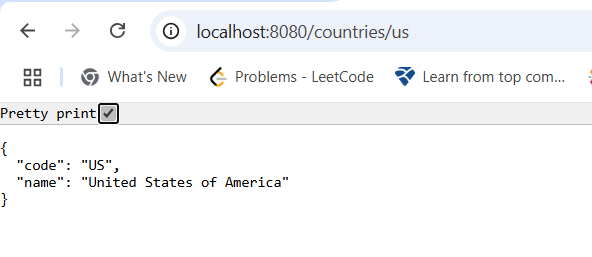 localhost:8080/countries/us
What's New Problems - LeetCode Learn from top com...
Pretty print
{
  "code": "US",
  "name": "United States of America"
}